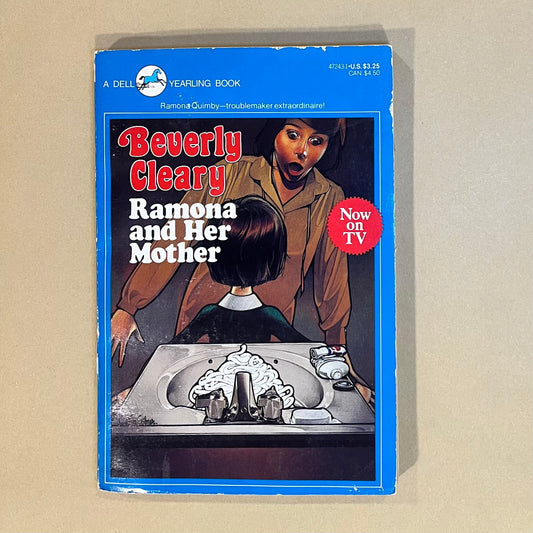 A DELL YEARLING BOOK
47243-1•U.S. $3.25
CAN. $4.50
Ramona Quimby—troublemaker extraordinaire!
Beverly
Cleary
Ramona
and Her
Mother
Now
on
TV